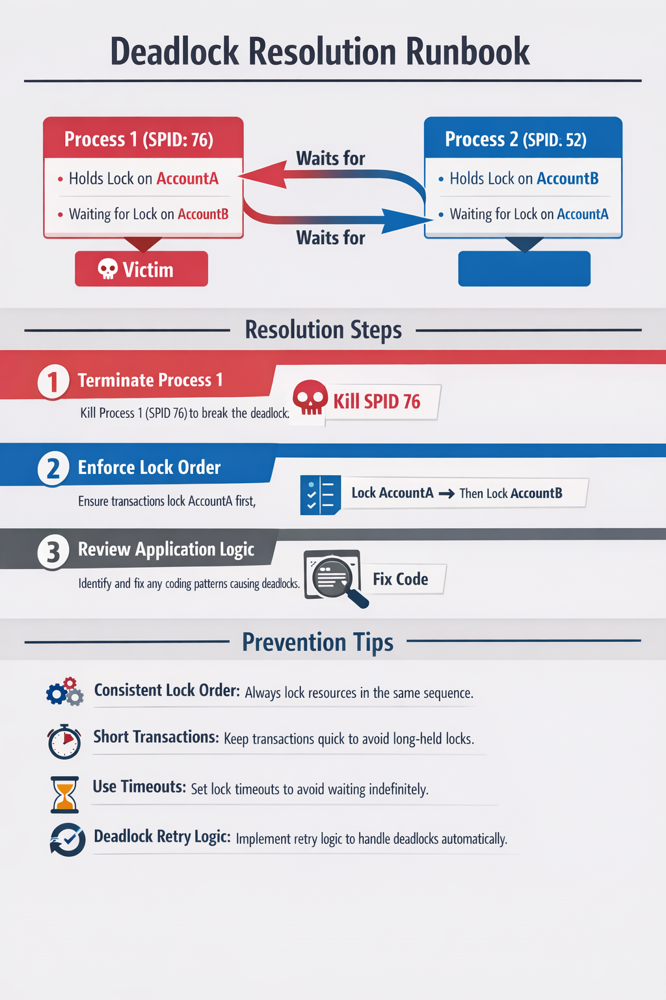 Deadlock Resolution Runbook
Process 1 (SPID: 76)
• Holds Lock on AccountA
• Waiting for Lock on AccountB
Victim
Waits for
Waits for
Process 2 (SPID: 52)
• Holds Lock on AccountB
• Waiting for Lock on AccountA
Resolution Steps
1 Terminate Process 1
Kill Process 1 (SPID 76) to break the deadlock.
Kill SPID 76
2 Enforce Lock Order
Ensure transactions lock AccountA first,
Lock AccountA → Then Lock AccountB
3 Review Application Logic
Identify and fix any coding patterns causing deadlocks.
Fix Code
Prevention Tips
Consistent Lock Order: Always lock resources in the same sequence.
Short Transactions: Keep transactions quick to avoid long-held locks.
Use Timeouts: Set lock timeouts to avoid waiting indefinitely.
Deadlock Retry Logic: Implement retry logic to handle deadlocks automatically.